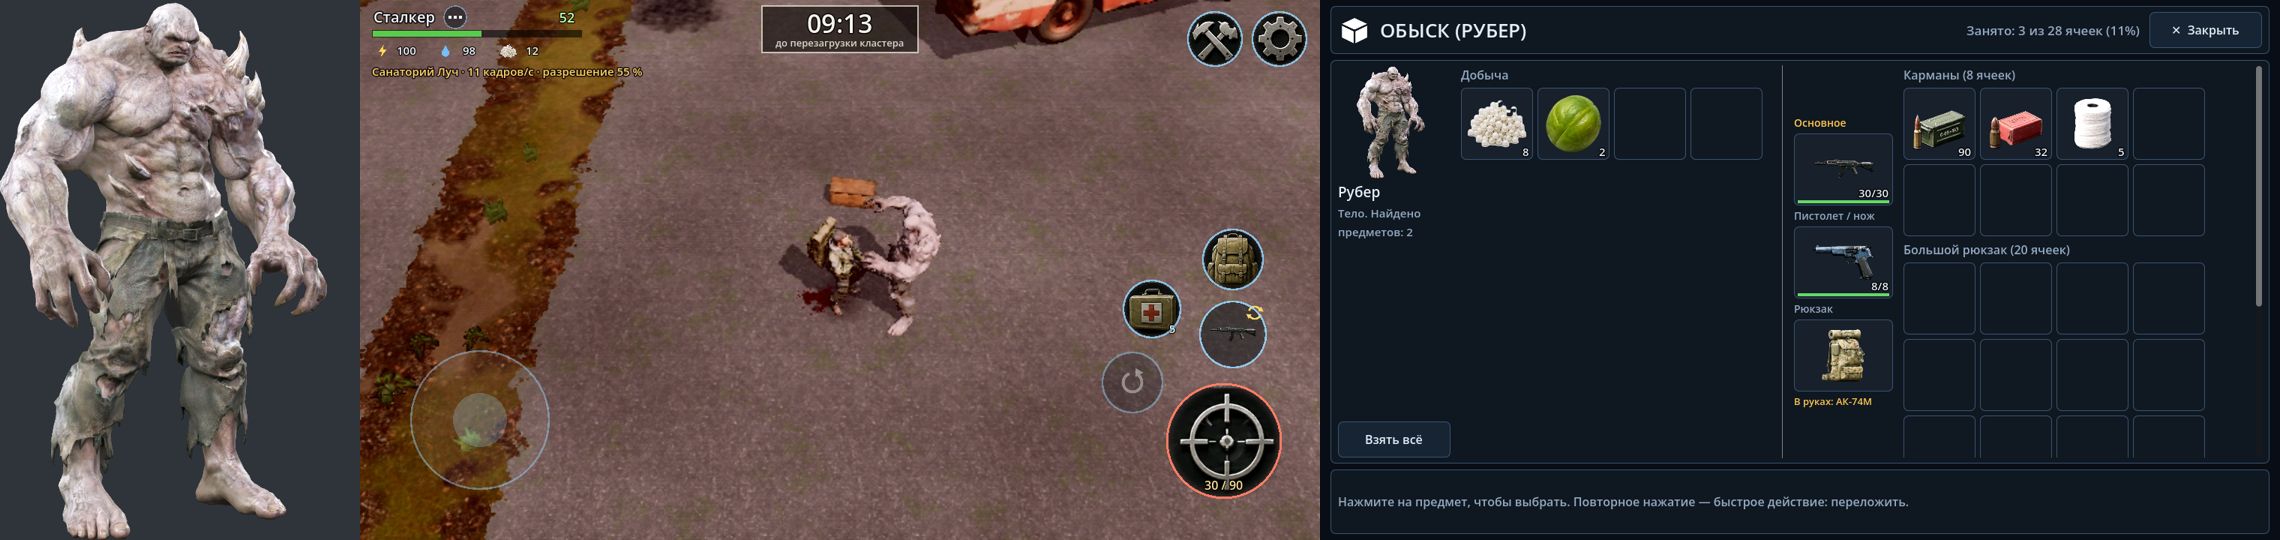 Сталкер
52
100
98
12
Санаторий Луч · 11 кадров/с · разрешение 55 %
09:13
до перезагрузки кластера
5
30 / 90
ОБЫСК (РУБЕР)
Занято: 3 из 28 ячеек (11%)
× Закрыть
Рубер
Тело. Найдено
предметов: 2
Взять всё
Добыча
8
2
Основное
30/30
Пистолет / нож
8/8
Рюкзак
В руках: АК-74М
Карманы (8 ячеек)
90
32
5
Большой рюкзак (20 ячеек)
Нажмите на предмет, чтобы выбрать. Повторное нажатие — быстрое действие: переложить.